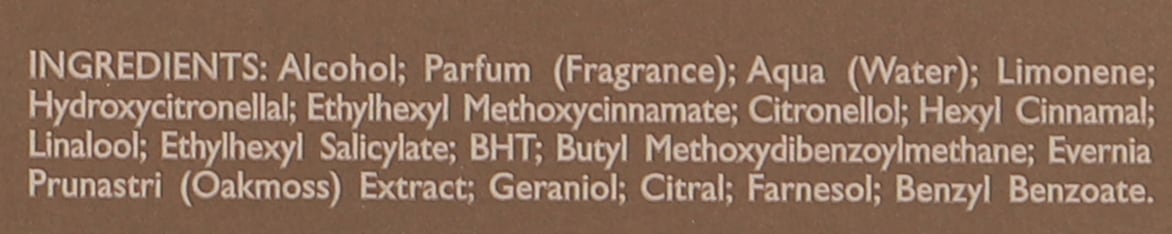 INGREDIENTS: Alcohol; Parfum (Fragrance); Aqua (Water); Limonene;
Hydroxycitronellal; Ethylhexyl Methoxycinnamate; Citronellol; Hexyl Cinnamal;
Linalool; Ethylhexyl Salicylate; BHT; Butyl Methoxydibenzoylmethane; Evernia
Prunastri (Oakmoss) Extract; Geraniol; Citral; Farnesol; Benzyl Benzoate.